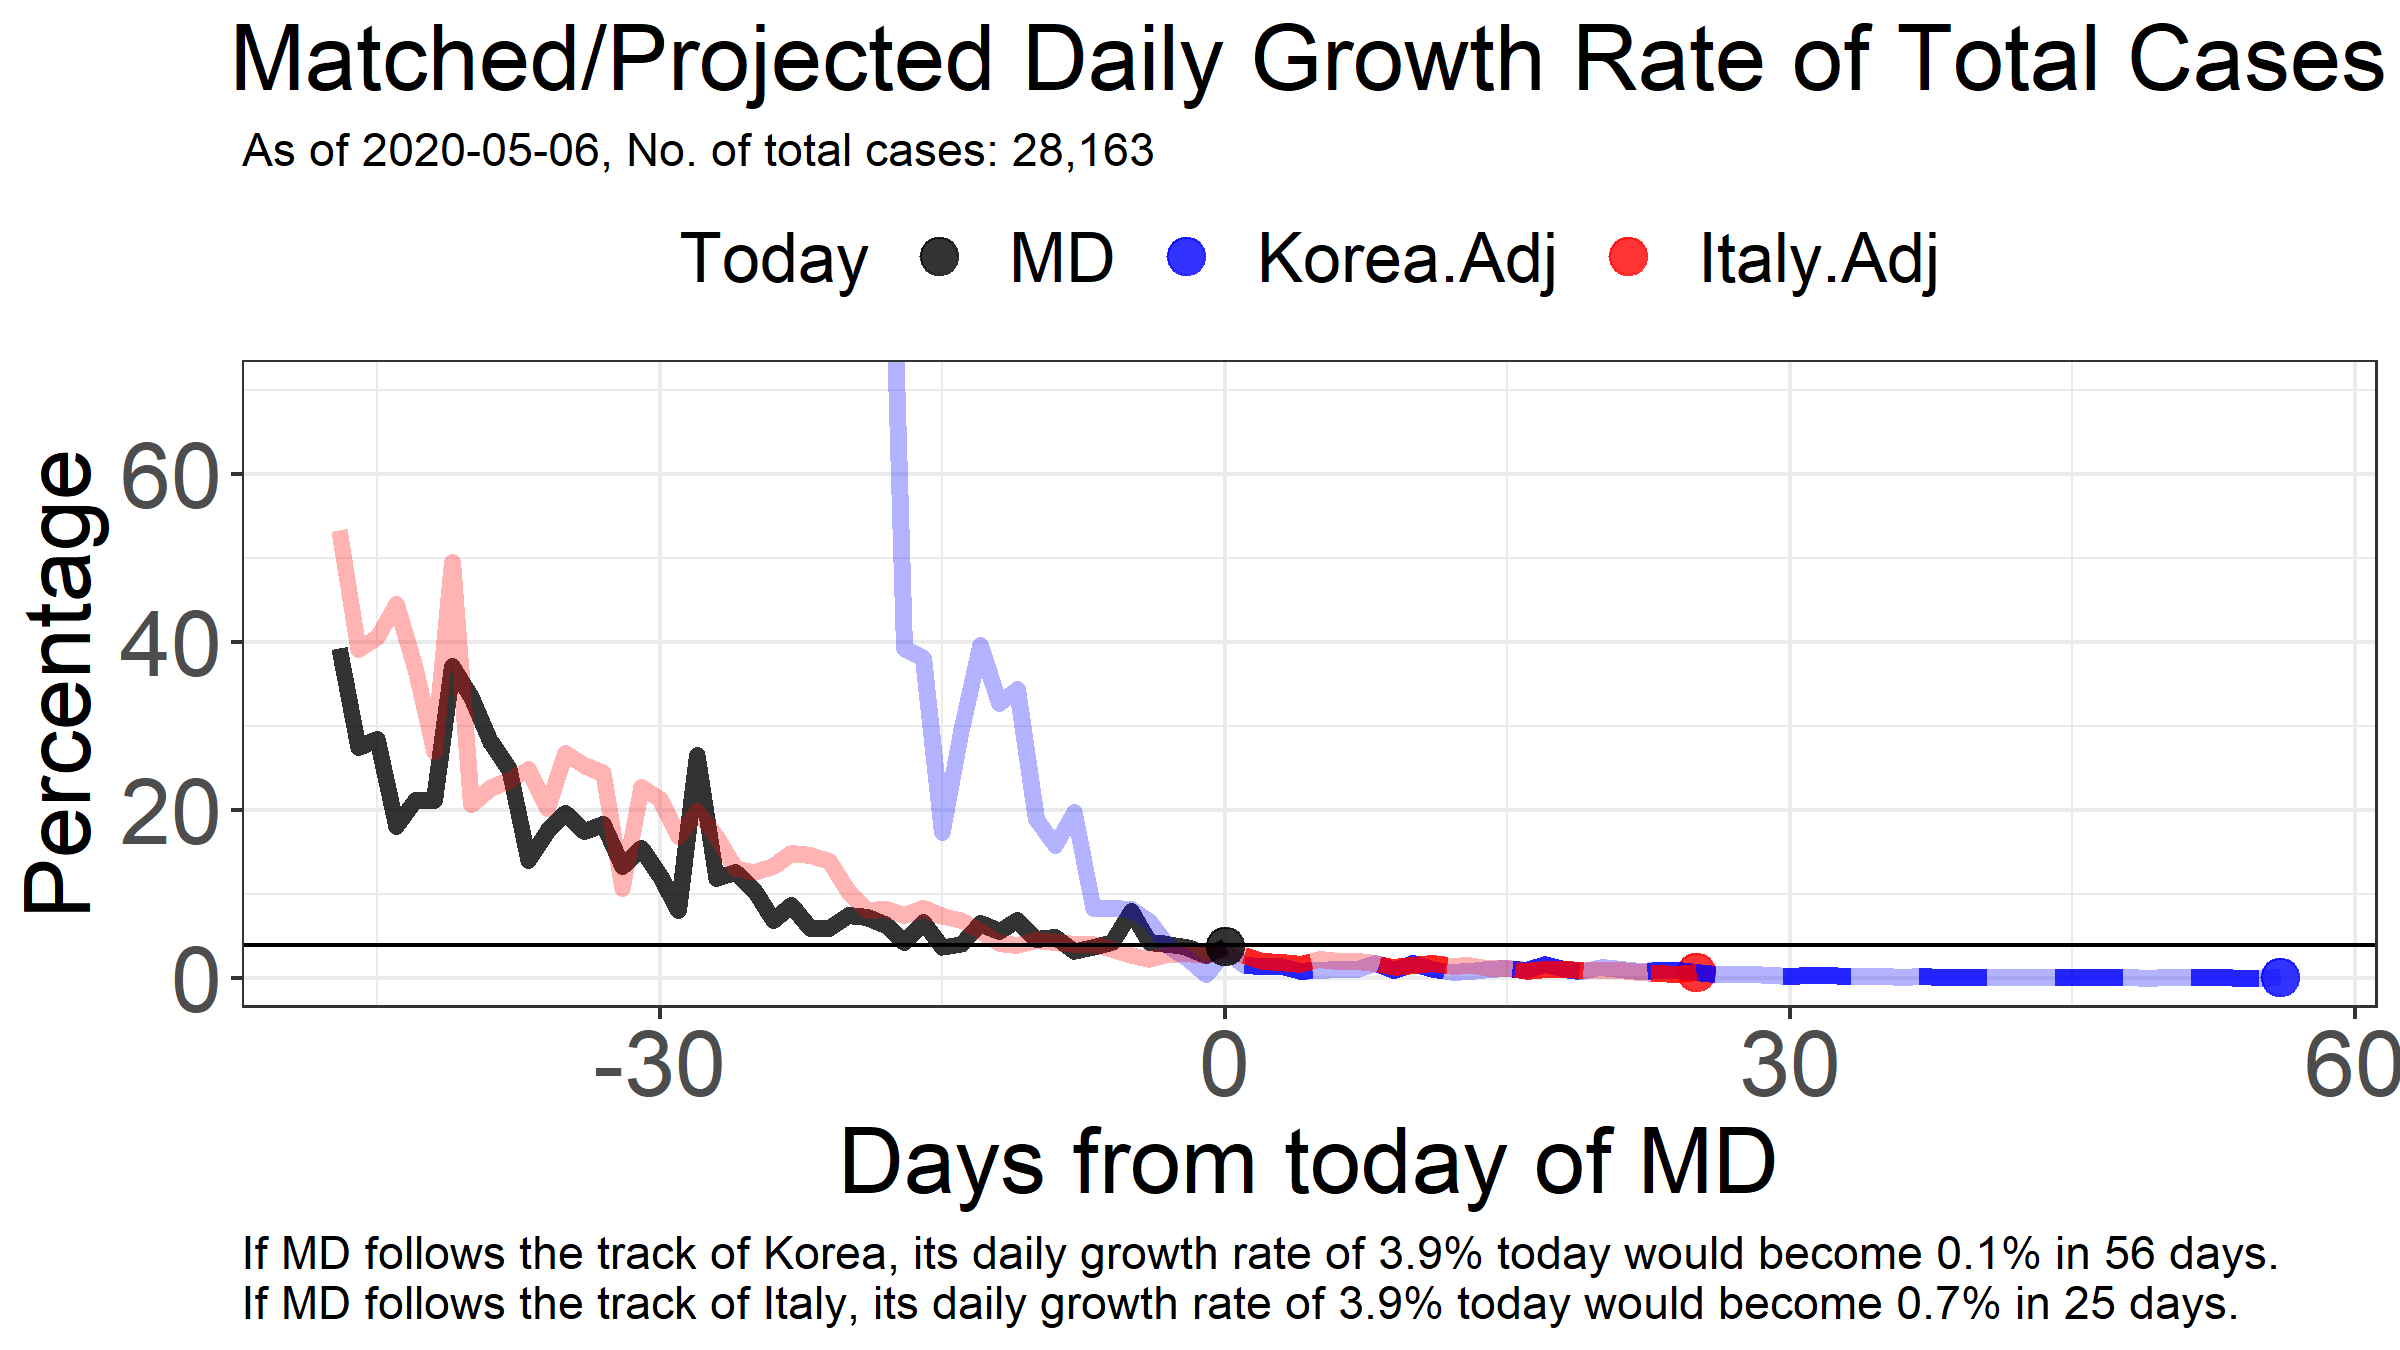 Matched/Projected Daily Growth Rate of Total Cases
As of 2020-05-06, No. of total cases: 28,163
Today MD Korea.Adj Italy.Adj
Percentage
60
40
20
0
-30 0 30 60
Days from today of MD
If MD follows the track of Korea, its daily growth rate of 3.9% today would become 0.1% in 56 days.
If MD follows the track of Italy, its daily growth rate of 3.9% today would become 0.7% in 25 days.